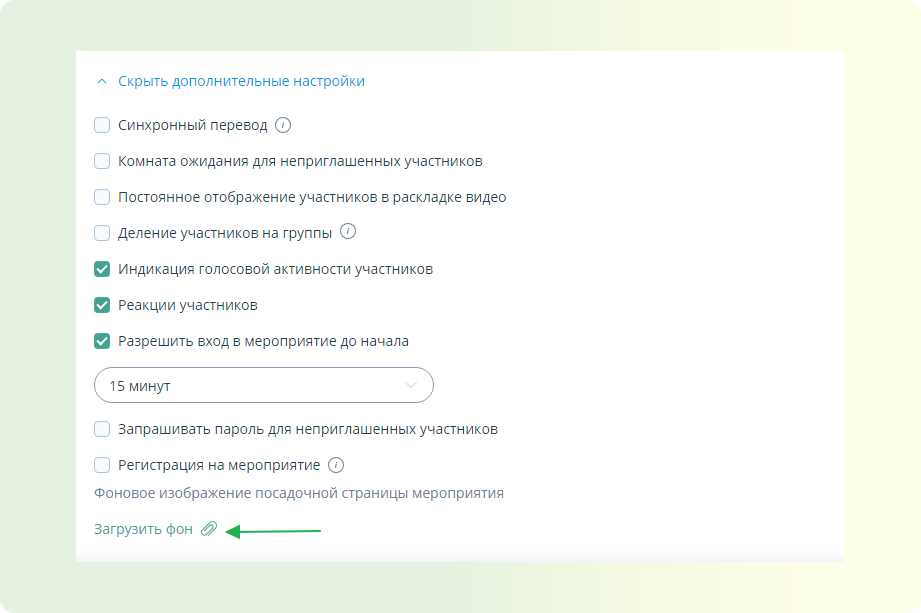 Скрыть дополнительные настройки
Синхронный перевод
Комната ожидания для неприглашенных участников
Постоянное отображение участников в раскладке видео
Деление участников на группы
Индикация голосовой активности участников
Реакции участников
Разрешить вход в мероприятие до начала
15 минут
Запрашивать пароль для неприглашенных участников
Регистрация на мероприятие
Фоновое изображение посадочной страницы мероприятия
Загрузить фон